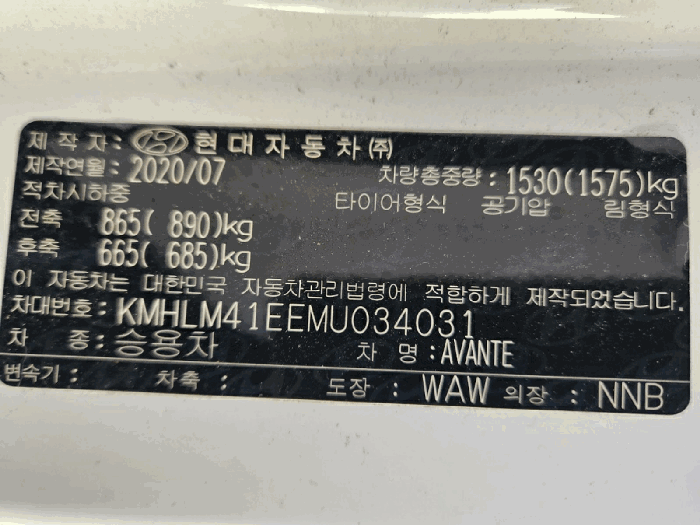 제 작 자: 현대자동차㈜
제작연월: 2020/07 차량총중량: 1530(1575)kg
적차시하중 타이어형식 공기압 림형식
전축 865( 890)kg
후축 665( 685)kg
이 자동차는 대한민국 자동차관리법령에 적합하게 제작되었습니다.
차대번호: KMHLM41EEMU034031
차 종: 승용차 차 명: AVANTE
변속기: 차축: 도장: WAW 의장: NNB